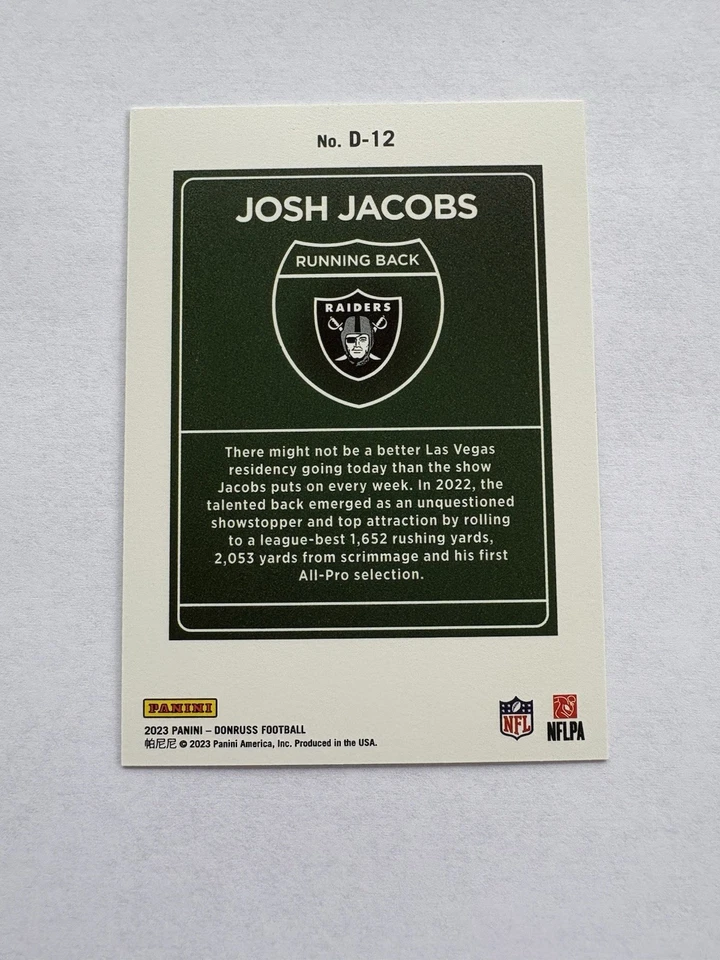 No. D-12
JOSH JACOBS
RUNNING BACK
RAIDERS
There might not be a better Las Vegas
residency going today than the show
Jacobs puts on every week. In 2022, the
talented back emerged as an unquestioned
showstopper and top attraction by rolling
to a league-best 1,652 rushing yards,
2,053 yards from scrimmage and his first
All-Pro selection.
PANINI
2023 PANINI – DONRUSS FOOTBALL
帕尼尼 © 2023 Panini America, Inc. Produced in the USA.
NFL
NFLPA